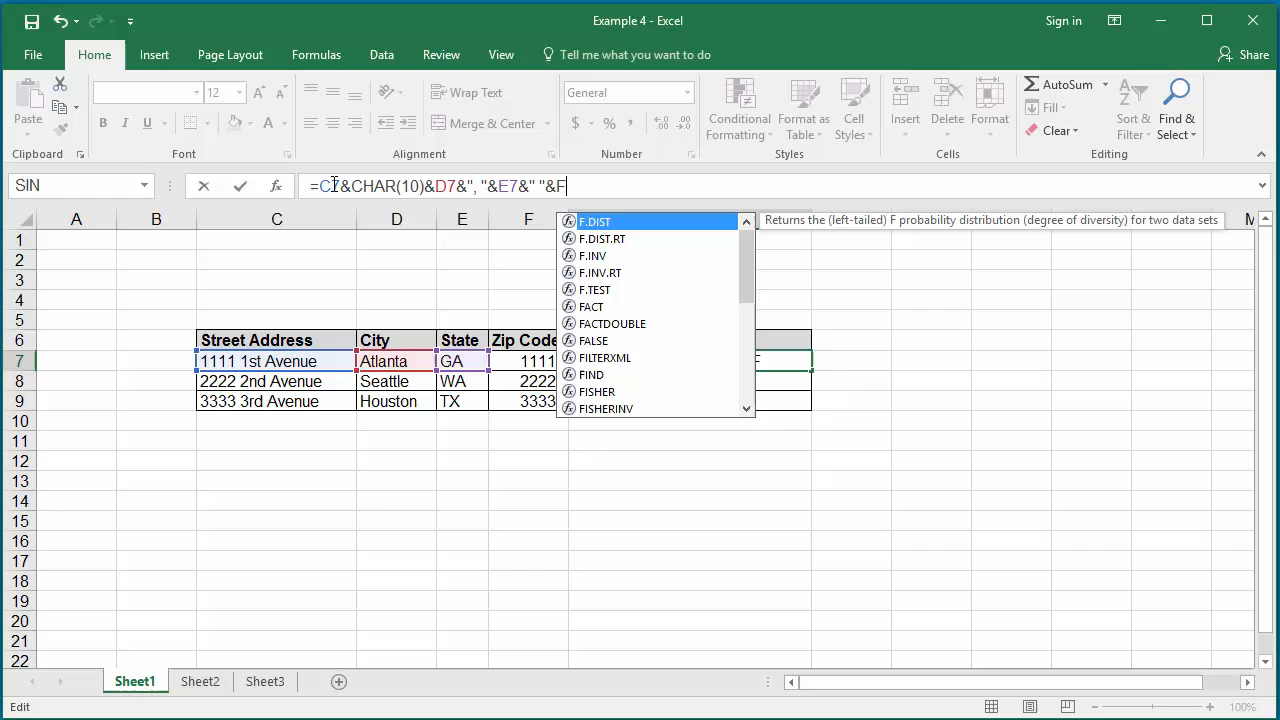 Example 4 - Excel
Sign in
File Home Insert Page Layout Formulas Data Review View Tell me what you want to do Share
Paste
Clipboard
12
B I U
Font
Wrap Text
Merge & Center
Alignment
General
$ % ,
Number
Conditional Formatting
Format as Table
Cell Styles
Styles
Insert
Delete
Format
Cells
AutoSum
Fill
Clear
Sort & Filter
Find & Select
Editing
SIN
=C7&CHAR(10)&D7&", "&E7&" "&F
A B C D E F M
F.DIST
F.DIST.RT
F.INV
F.INV.RT
F.TEST
FACT
FACTDOUBLE
FALSE
FILTERXML
FIND
FISHER
FISHERINV
Returns the (left-tailed) F probability distribution (degree of diversity) for two data sets
1
2
3
4
5
6 Street Address City State Zip Code
7 1111 1st Avenue Atlanta GA 1111 F
8 2222 2nd Avenue Seattle WA 2222
9 3333 3rd Avenue Houston TX 3333
10
11
12
13
14
15
16
17
18
19
20
21
22
Sheet1 Sheet2 Sheet3
Edit
100%